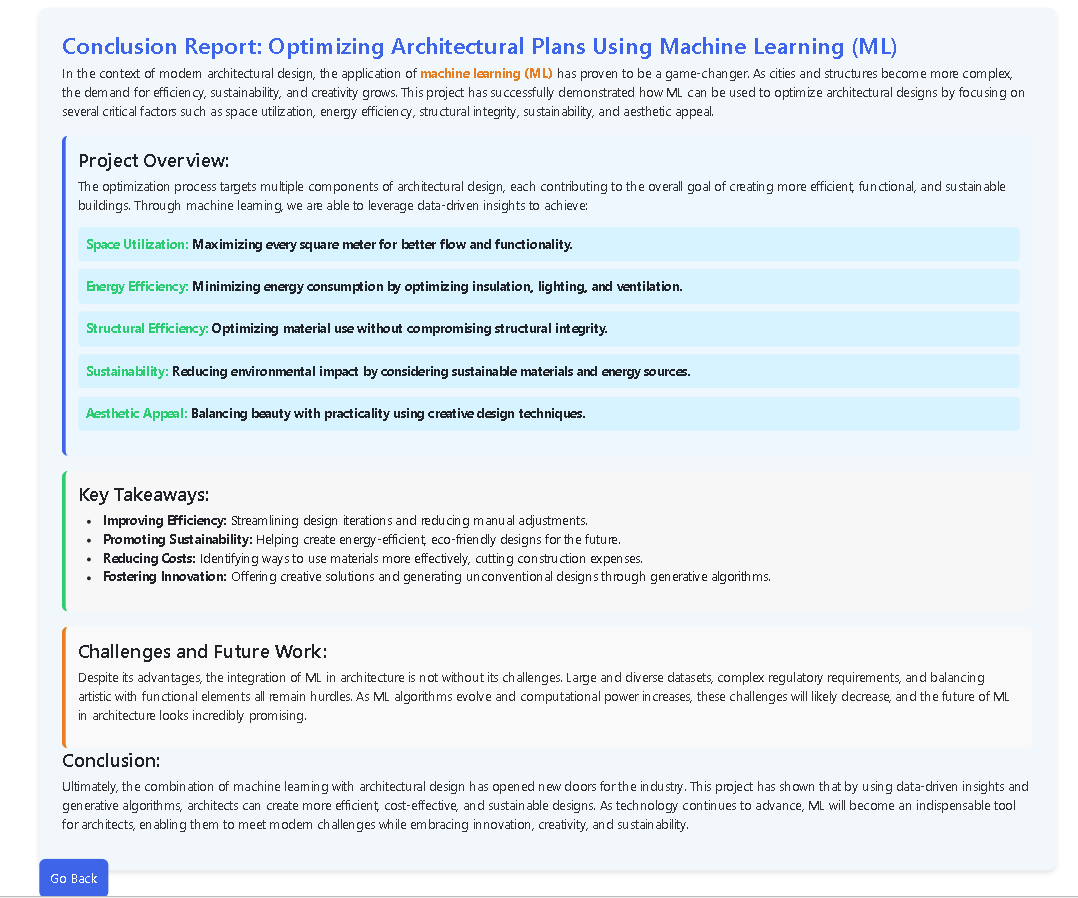 Conclusion Report: Optimizing Architectural Plans Using Machine Learning (ML)
In the context of modern architectural design, the application of machine learning (ML) has proven to be a game-changer. As cities and structures become more complex,
the demand for efficiency, sustainability, and creativity grows. This project has successfully demonstrated how ML can be used to optimize architectural designs by focusing on
several critical factors such as space utilization, energy efficiency, structural integrity, sustainability, and aesthetic appeal.
Project Overview:
The optimization process targets multiple components of architectural design, each contributing to the overall goal of creating more efficient, functional, and sustainable
buildings. Through machine learning, we are able to leverage data-driven insights to achieve:
Space Utilization: Maximizing every square meter for better flow and functionality.
Energy Efficiency: Minimizing energy consumption by optimizing insulation, lighting, and ventilation.
Structural Efficiency: Optimizing material use without compromising structural integrity.
Sustainability: Reducing environmental impact by considering sustainable materials and energy sources.
Aesthetic Appeal: Balancing beauty with practicality using creative design techniques.
Key Takeaways:
• Improving Efficiency: Streamlining design iterations and reducing manual adjustments.
• Promoting Sustainability: Helping create energy-efficient, eco-friendly designs for the future.
• Reducing Costs: Identifying ways to use materials more effectively, cutting construction expenses.
• Fostering Innovation: Offering creative solutions and generating unconventional designs through generative algorithms.
Challenges and Future Work:
Despite its advantages, the integration of ML in architecture is not without its challenges. Large and diverse datasets, complex regulatory requirements, and balancing
artistic with functional elements all remain hurdles. As ML algorithms evolve and computational power increases, these challenges will likely decrease, and the future of ML
in architecture looks incredibly promising.
Conclusion:
Ultimately, the combination of machine learning with architectural design has opened new doors for the industry. This project has shown that by using data-driven insights and
generative algorithms, architects can create more efficient, cost-effective, and sustainable designs. As technology continues to advance, ML will become an indispensable tool
for architects, enabling them to meet modern challenges while embracing innovation, creativity, and sustainability.
Go Back